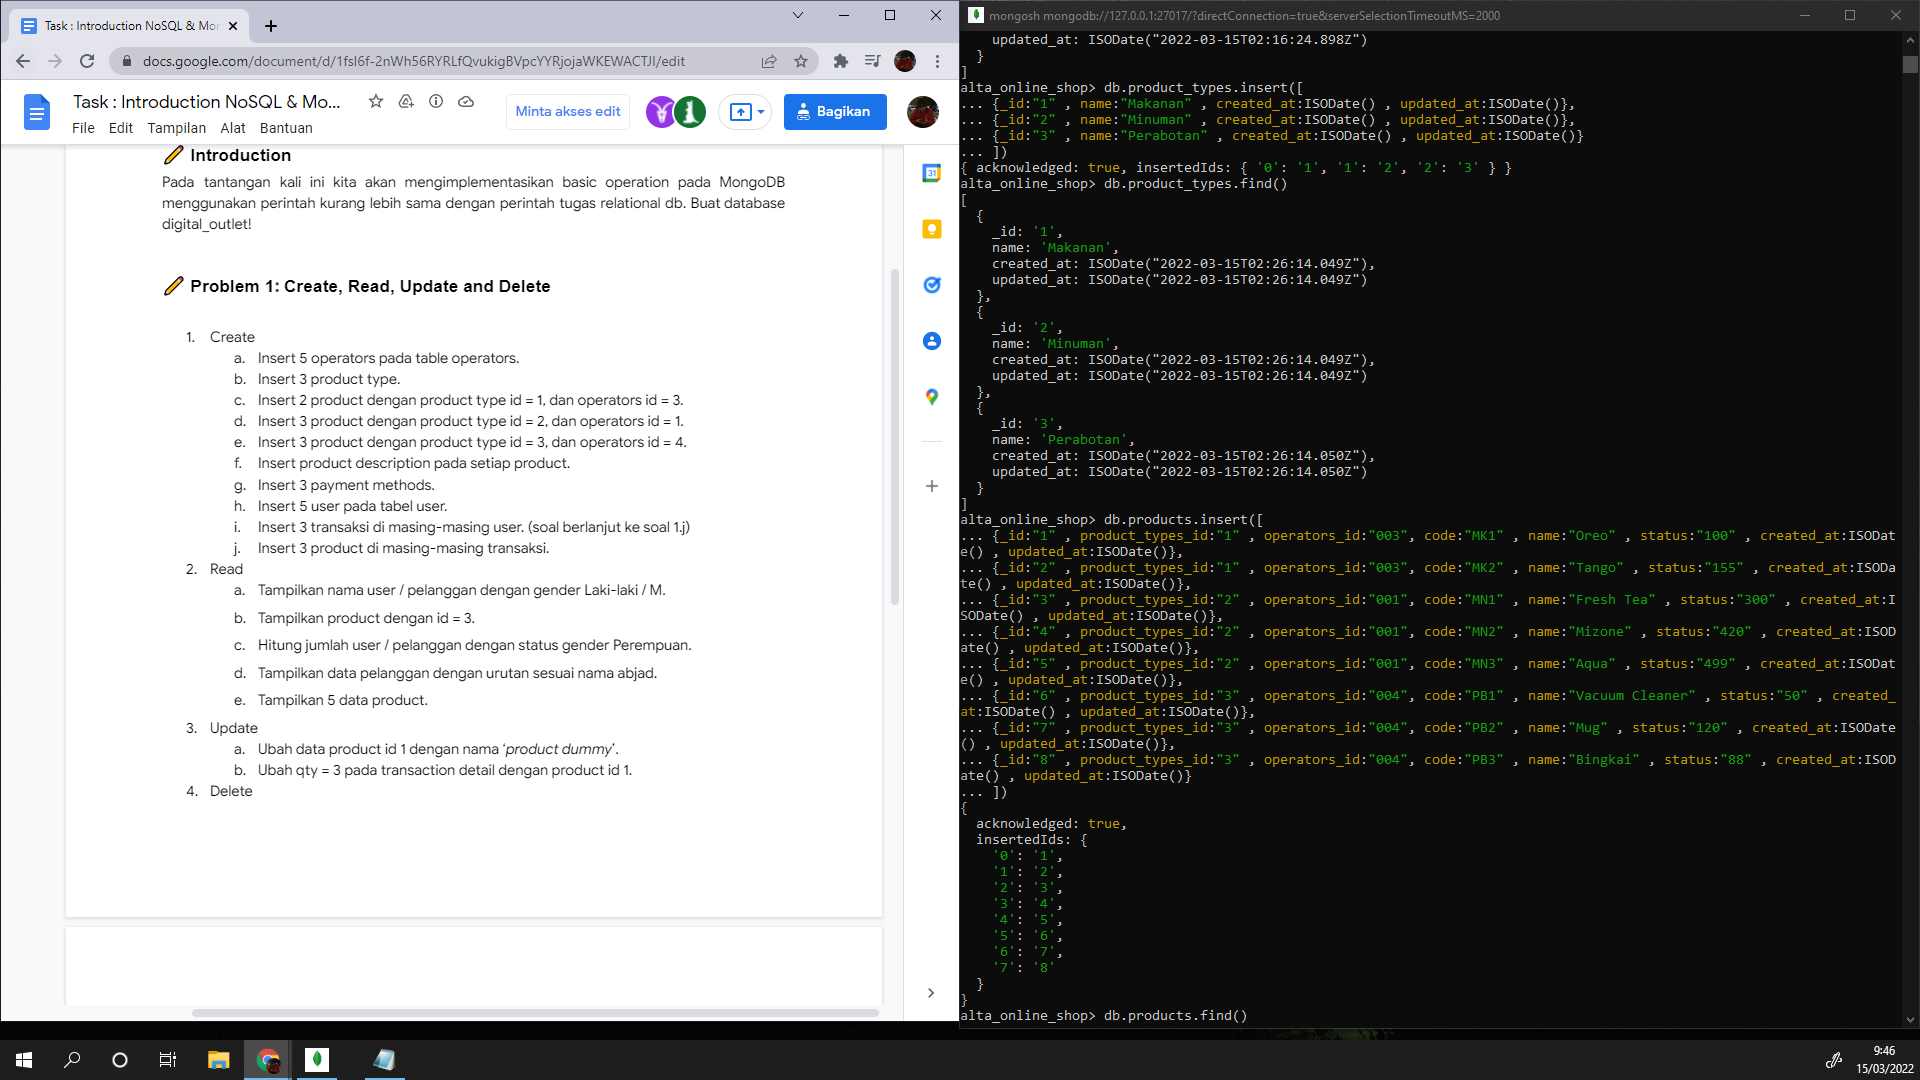 Task : Introduction NoSQL & Mor
docs.google.com/document/d/1fsl6f-2nWh56RYRLfQvukigBVpcYYRjojaWKEWACTJI/edit
Task : Introduction NoSQL & Mo...
File Edit Tampilan Alat Bantuan
Minta akses edit
Bagikan
31
Introduction
Pada tantangan kali ini kita akan mengimplementasikan basic operation pada MongoDB
menggunakan perintah kurang lebih sama dengan perintah tugas relational db. Buat database
digital_outlet!
Problem 1: Create, Read, Update and Delete
1. Create
a. Insert 5 operators pada table operators.
b. Insert 3 product type.
c. Insert 2 product dengan product type id = 1, dan operators id = 3.
d. Insert 3 product dengan product type id = 2, dan operators id = 1.
e. Insert 3 product dengan product type id = 3, dan operators id = 4.
f. Insert product description pada setiap product.
g. Insert 3 payment methods.
h. Insert 5 user pada tabel user.
i. Insert 3 transaksi di masing-masing user. (soal berlanjut ke soal 1.j)
j. Insert 3 product di masing-masing transaksi.
2. Read
a. Tampilkan nama user / pelanggan dengan gender Laki-laki / M.
b. Tampilkan product dengan id = 3.
c. Hitung jumlah user / pelanggan dengan status gender Perempuan.
d. Tampilkan data pelanggan dengan urutan sesuai nama abjad.
e. Tampilkan 5 data product.
3. Update
a. Ubah data product id 1 dengan nama ‘product dummy’.
b. Ubah qty = 3 pada transaction detail dengan product id 1.
4. Delete
mongosh mongodb://127.0.0.1:27017/?directConnection=true&serverSelectionTimeoutMS=2000
    updated_at: ISODate("2022-03-15T02:16:24.898Z")
  }
]
alta_online_shop> db.product_types.insert([
... {_id:"1" , name:"Makanan" , created_at:ISODate() , updated_at:ISODate()},
... {_id:"2" , name:"Minuman" , created_at:ISODate() , updated_at:ISODate()},
... {_id:"3" , name:"Perabotan" , created_at:ISODate() , updated_at:ISODate()}
... ])
{ acknowledged: true, insertedIds: { '0': '1', '1': '2', '2': '3' } }
alta_online_shop> db.product_types.find()
[
  {
    _id: '1',
    name: 'Makanan',
    created_at: ISODate("2022-03-15T02:26:14.049Z"),
    updated_at: ISODate("2022-03-15T02:26:14.049Z")
  },
  {
    _id: '2',
    name: 'Minuman',
    created_at: ISODate("2022-03-15T02:26:14.049Z"),
    updated_at: ISODate("2022-03-15T02:26:14.049Z")
  },
  {
    _id: '3',
    name: 'Perabotan',
    created_at: ISODate("2022-03-15T02:26:14.050Z"),
    updated_at: ISODate("2022-03-15T02:26:14.050Z")
  }
]
alta_online_shop> db.products.insert([
... {_id:"1" , product_types_id:"1" , operators_id:"003", code:"MK1" , name:"Oreo" , status:"100" , created_at:ISODat
e() , updated_at:ISODate()},
... {_id:"2" , product_types_id:"1" , operators_id:"003", code:"MK2" , name:"Tango" , status:"155" , created_at:ISODa
te() , updated_at:ISODate()},
... {_id:"3" , product_types_id:"2" , operators_id:"001", code:"MN1" , name:"Fresh Tea" , status:"300" , created_at:I
SODate() , updated_at:ISODate()},
... {_id:"4" , product_types_id:"2" , operators_id:"001", code:"MN2" , name:"Mizone" , status:"420" , created_at:ISOD
ate() , updated_at:ISODate()},
... {_id:"5" , product_types_id:"2" , operators_id:"001", code:"MN3" , name:"Aqua" , status:"499" , created_at:ISODat
e() , updated_at:ISODate()},
... {_id:"6" , product_types_id:"3" , operators_id:"004", code:"PB1" , name:"Vacuum Cleaner" , status:"50" , created_
at:ISODate() , updated_at:ISODate()},
... {_id:"7" , product_types_id:"3" , operators_id:"004", code:"PB2" , name:"Mug" , status:"120" , created_at:ISODate
() , updated_at:ISODate()},
... {_id:"8" , product_types_id:"3" , operators_id:"004", code:"PB3" , name:"Bingkai" , status:"88" , created_at:ISOD
ate() , updated_at:ISODate()}
... ])
{
  acknowledged: true,
  insertedIds: {
    '0': '1',
    '1': '2',
    '2': '3',
    '3': '4',
    '4': '5',
    '5': '6',
    '6': '7',
    '7': '8'
  }
}
alta_online_shop> db.products.find()
9:46
15/03/2022